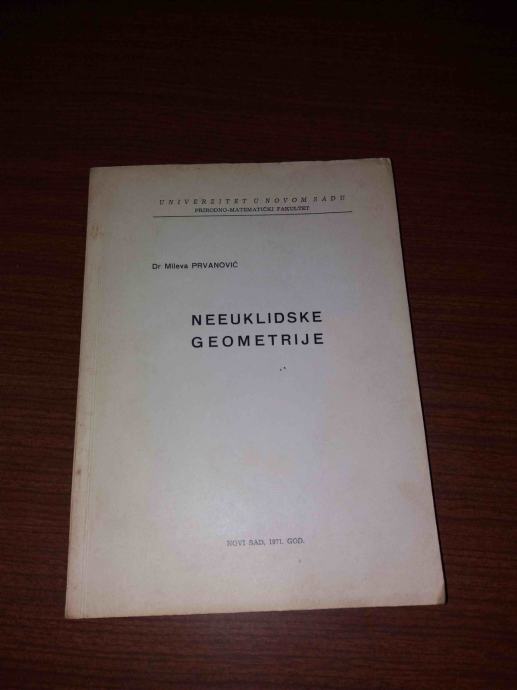 UNIVERZITET U NOVOM SADU
PRIRODNO-MATEMATIČKI FAKULTET
Dr Mileva PRVANOVIĆ
NEEUKLIDSKE
GEOMETRIJE
NOVI SAD, 1971. GOD.